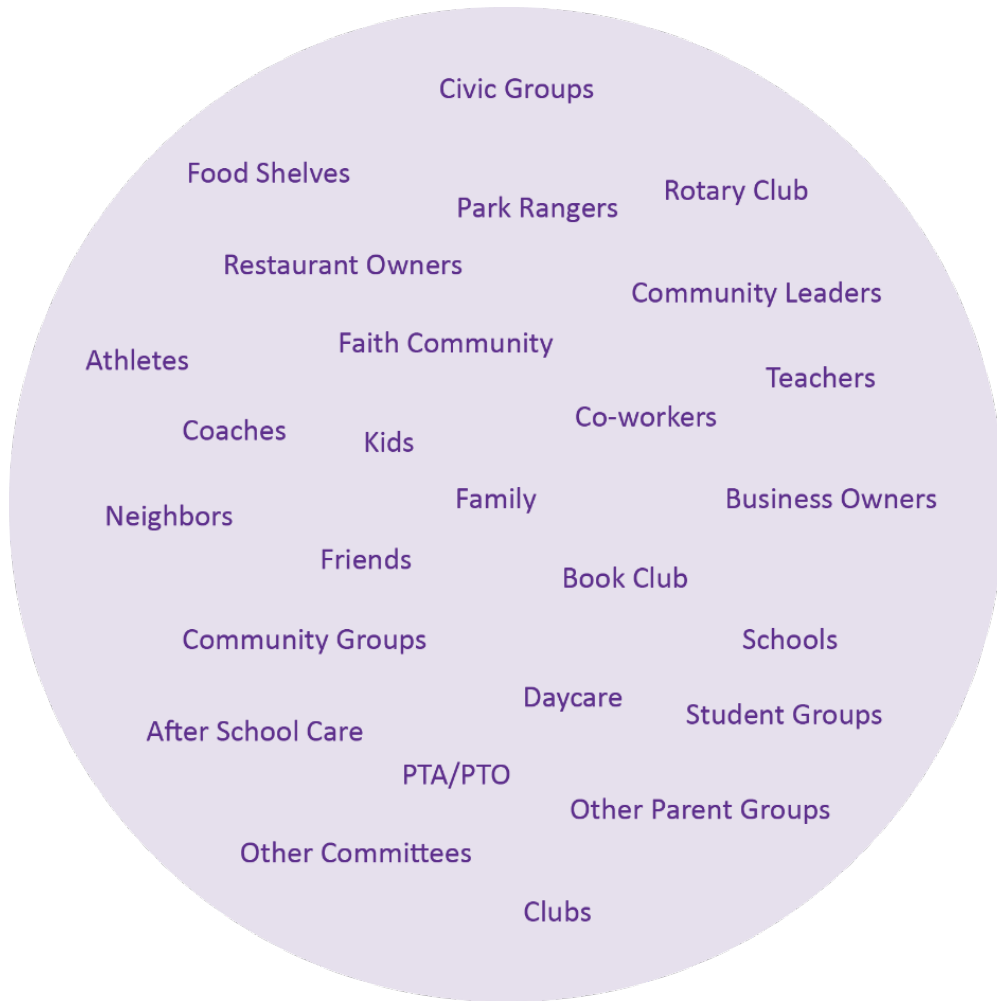 Civic Groups
Food Shelves
Rotary Club
Park Rangers
Restaurant Owners
Community Leaders
Faith Community
Athletes
Teachers
Co-workers
Coaches
Kids
Family
Business Owners
Neighbors
Friends
Book Club
Community Groups
Schools
Daycare
Student Groups
After School Care
PTA/PTO
Other Parent Groups
Other Committees
Clubs